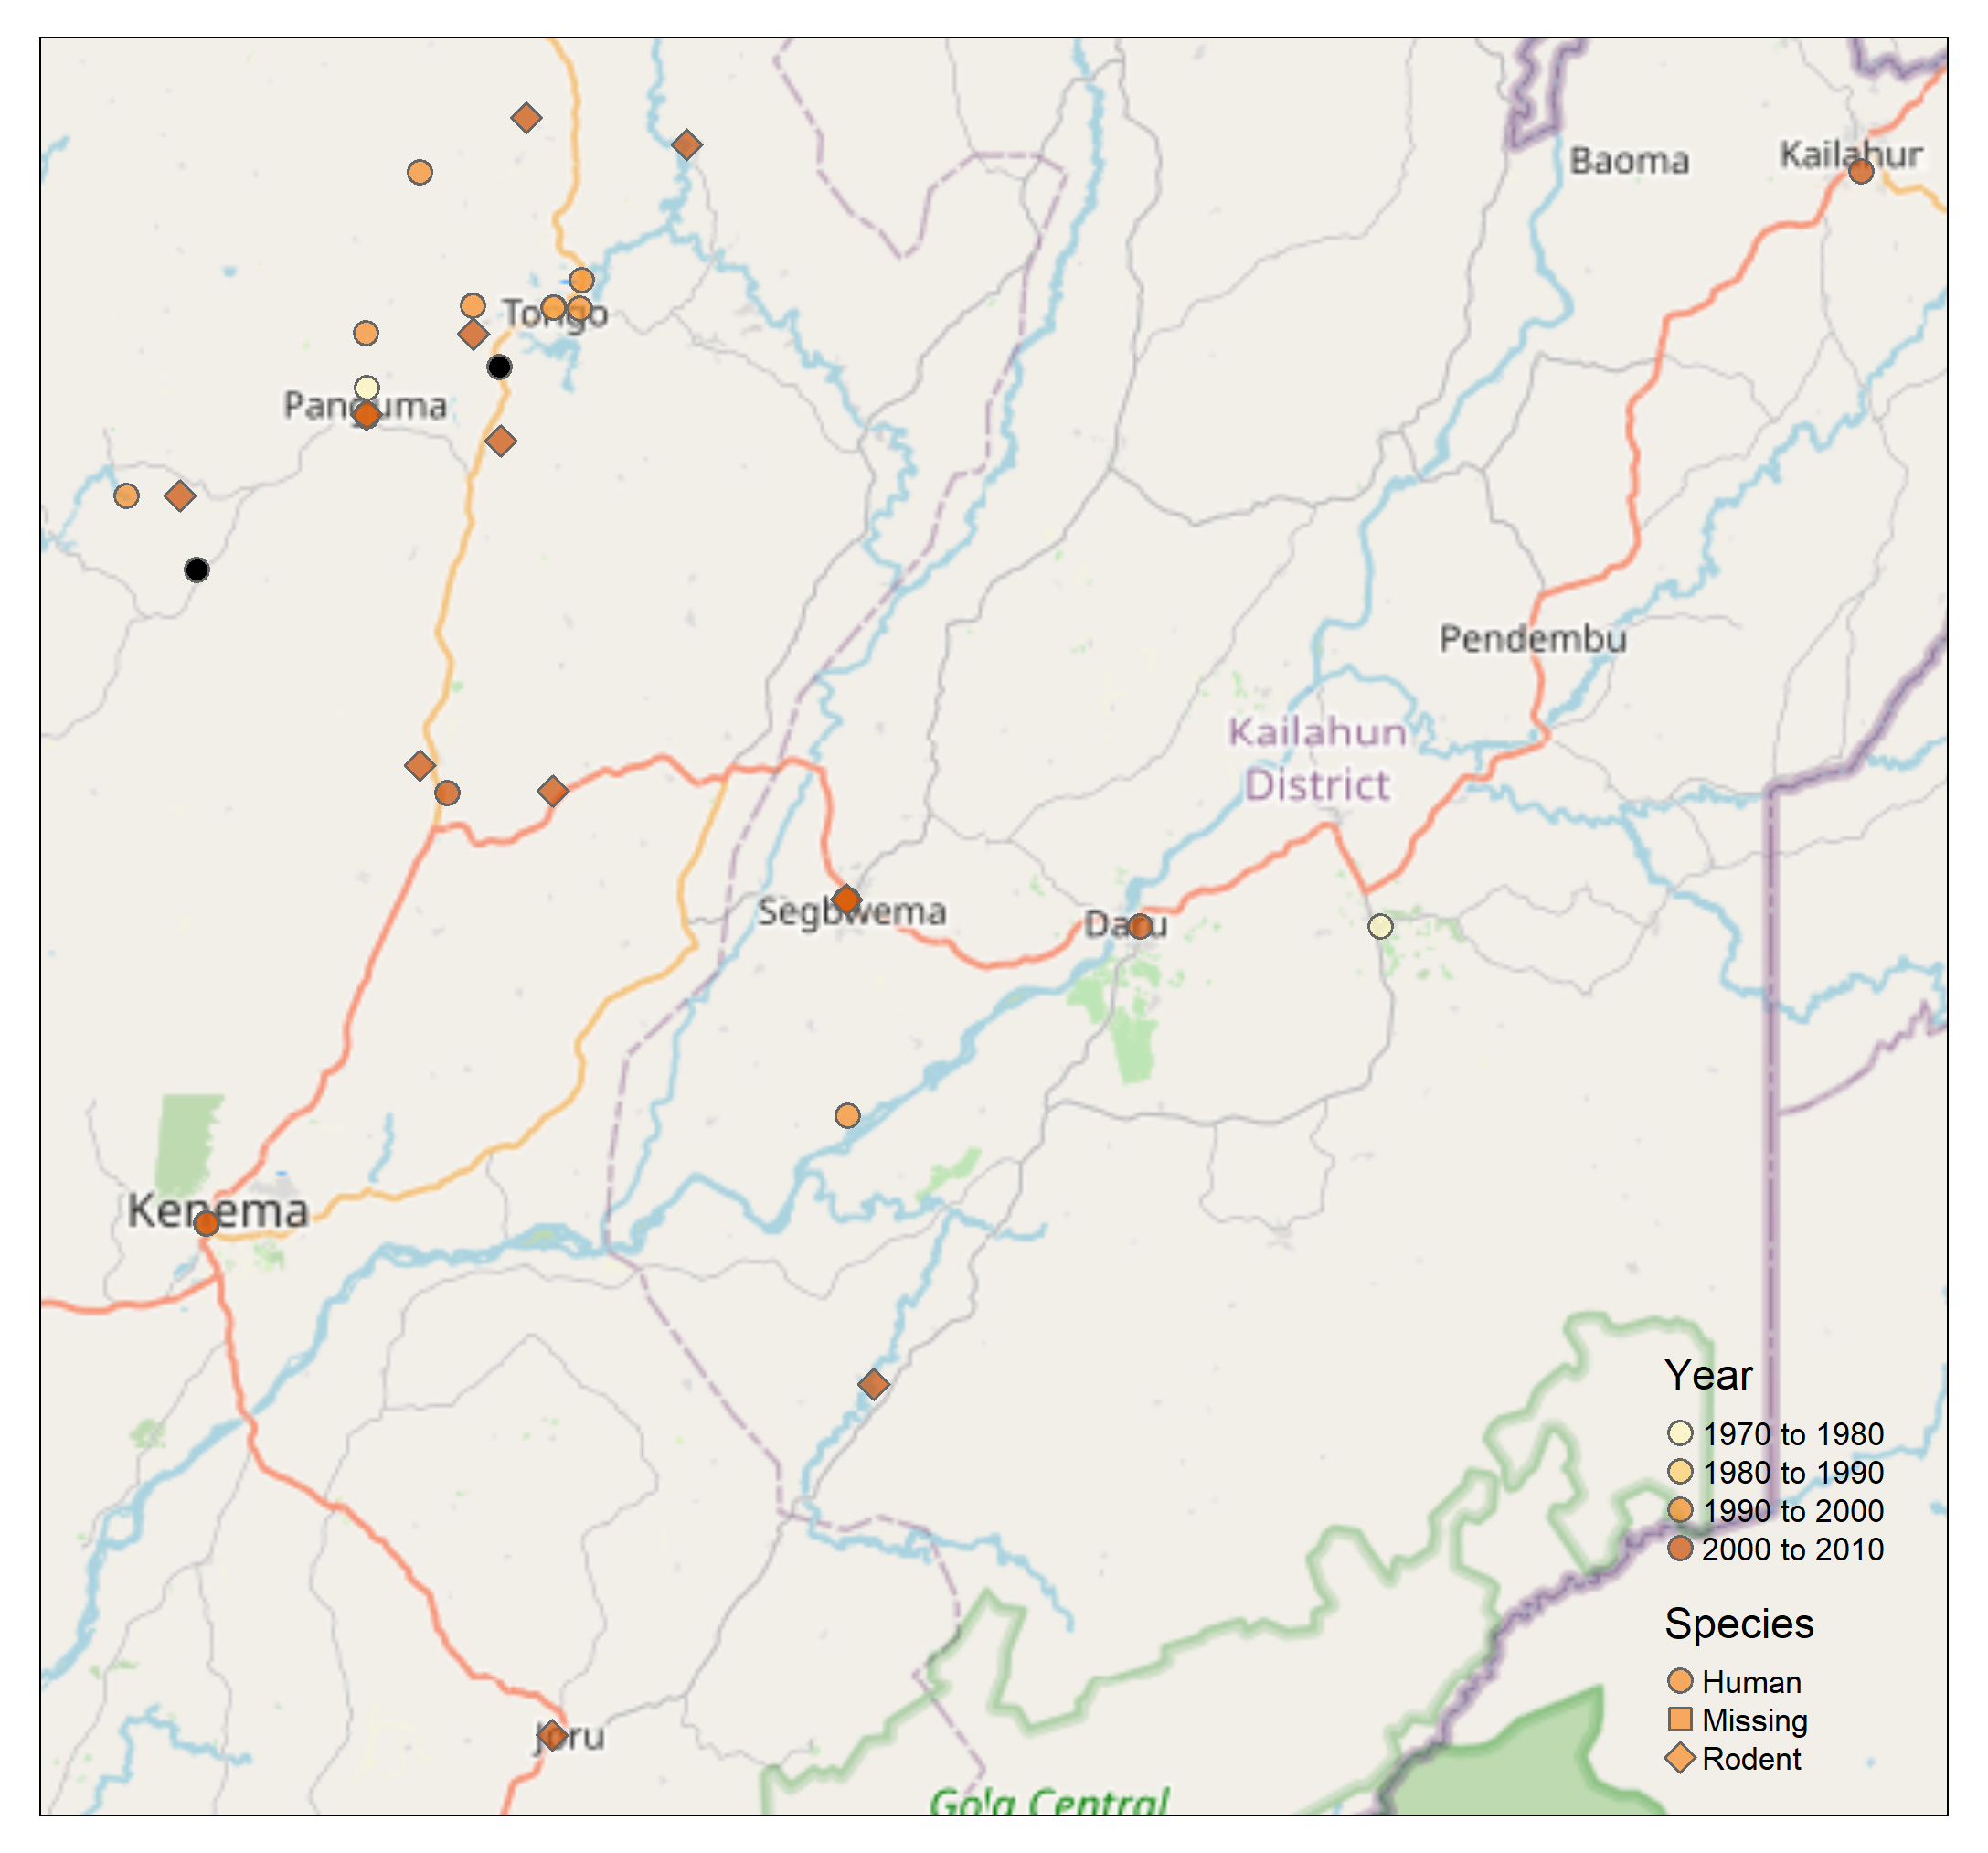 Baoma
Kailahur
Tongo
Panguma
Pendembu
Kailahun
District
Segbwema
Daru
Kenema
Year
1970 to 1980
1980 to 1990
1990 to 2000
2000 to 2010
Species
Human
Missing
Rodent
Joru
Gola Central